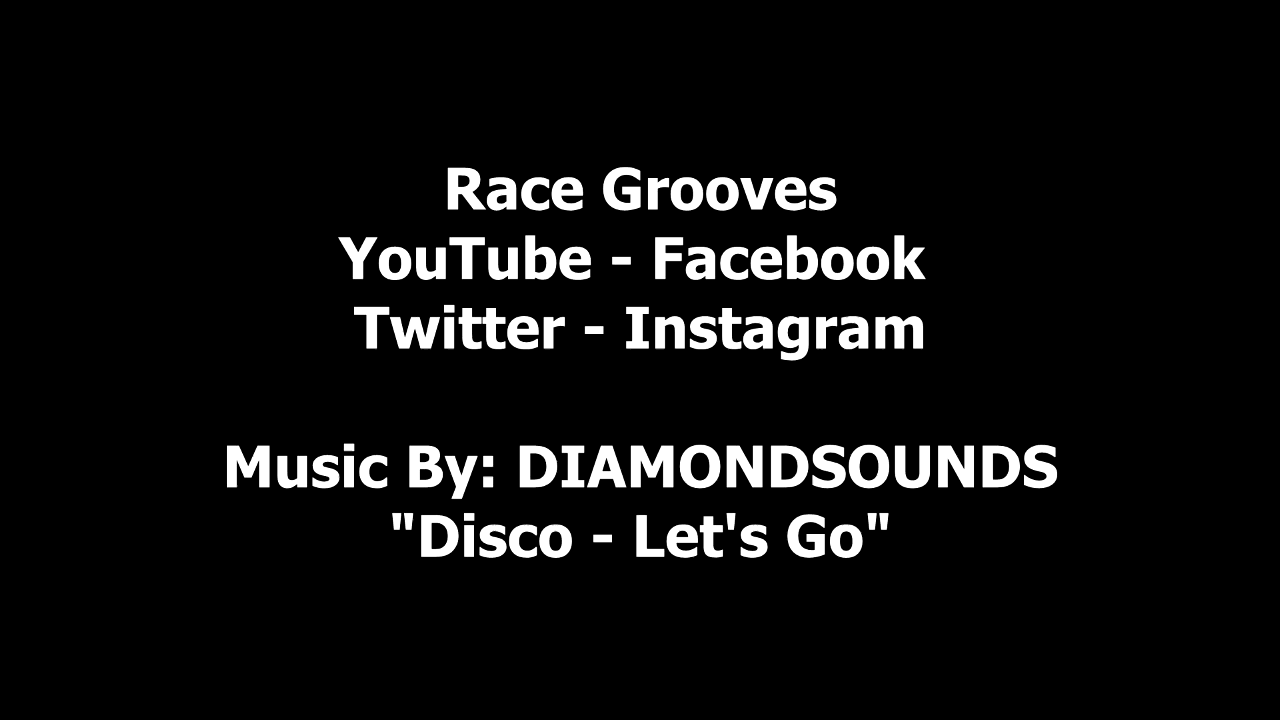 Race Grooves
YouTube - Facebook
Twitter - Instagram
Music By: DIAMONDSOUNDS
"Disco - Let's Go"